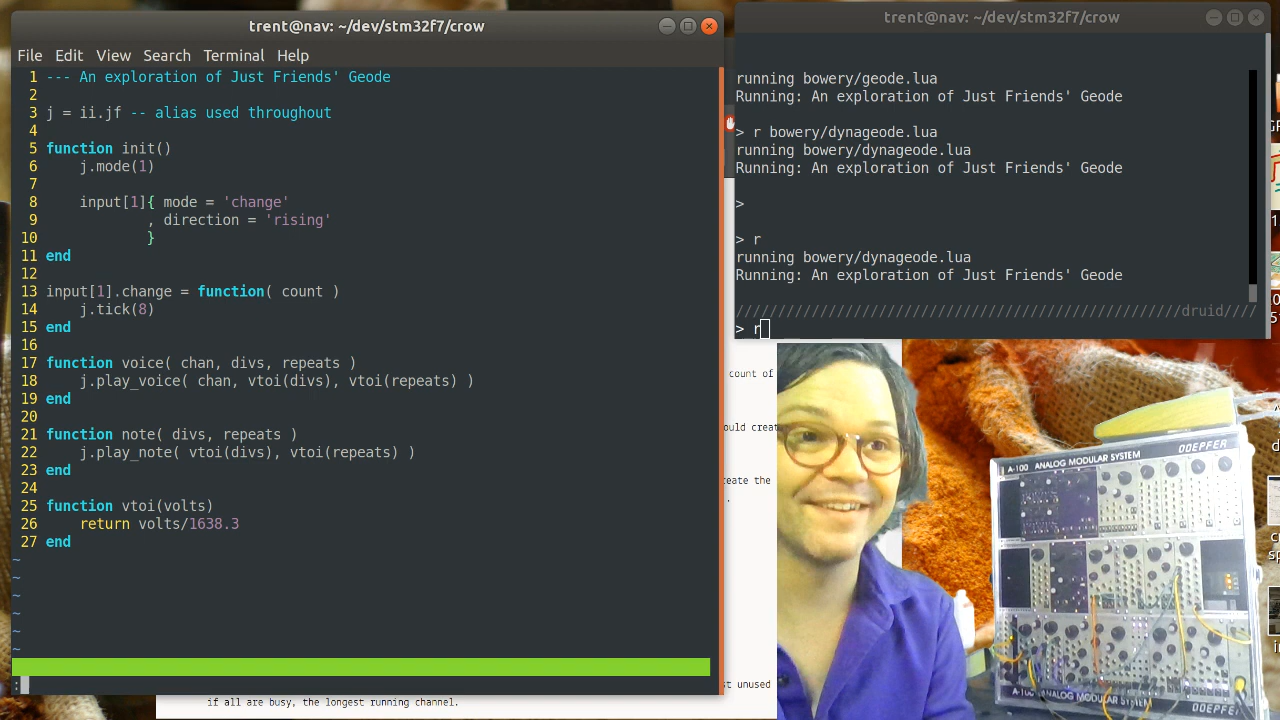 trent@nav: ~/dev/stm32f7/crow
File Edit View Search Terminal Help
1 --- An exploration of Just Friends' Geode
2
3 j = ii.jf -- alias used throughout
4
5 function init()
6 j.mode(1)
7
8 input[1]{ mode = 'change'
9 , direction = 'rising'
10 }
11 end
12
13 input[1].change = function( count )
14 j.tick(8)
15 end
16
17 function voice( chan, divs, repeats )
18 j.play_voice( chan, vtoi(divs), vtoi(repeats) )
19 end
20
21 function note( divs, repeats )
22 j.play_note( vtoi(divs), vtoi(repeats) )
23 end
24
25 function vtoi(volts)
26 return volts/1638.3
27 end
~
~
~
~
~
~
:
trent@nav: ~/dev/stm32f7/crow
running bowery/geode.lua
Running: An exploration of Just Friends' Geode
> r bowery/dynageode.lua
running bowery/dynageode.lua
Running: An exploration of Just Friends' Geode
>
> r
running bowery/dynageode.lua
Running: An exploration of Just Friends' Geode
/////////////////////////////////////////////////////druid////
> r
count of
ould creat
eate the
st unused
if all are busy, the longest running channel.
A-100 ANALOG MODULAR SYSTEM DOEPFER
A-100 ANALOG MODULAR SYSTEM DOEPFER